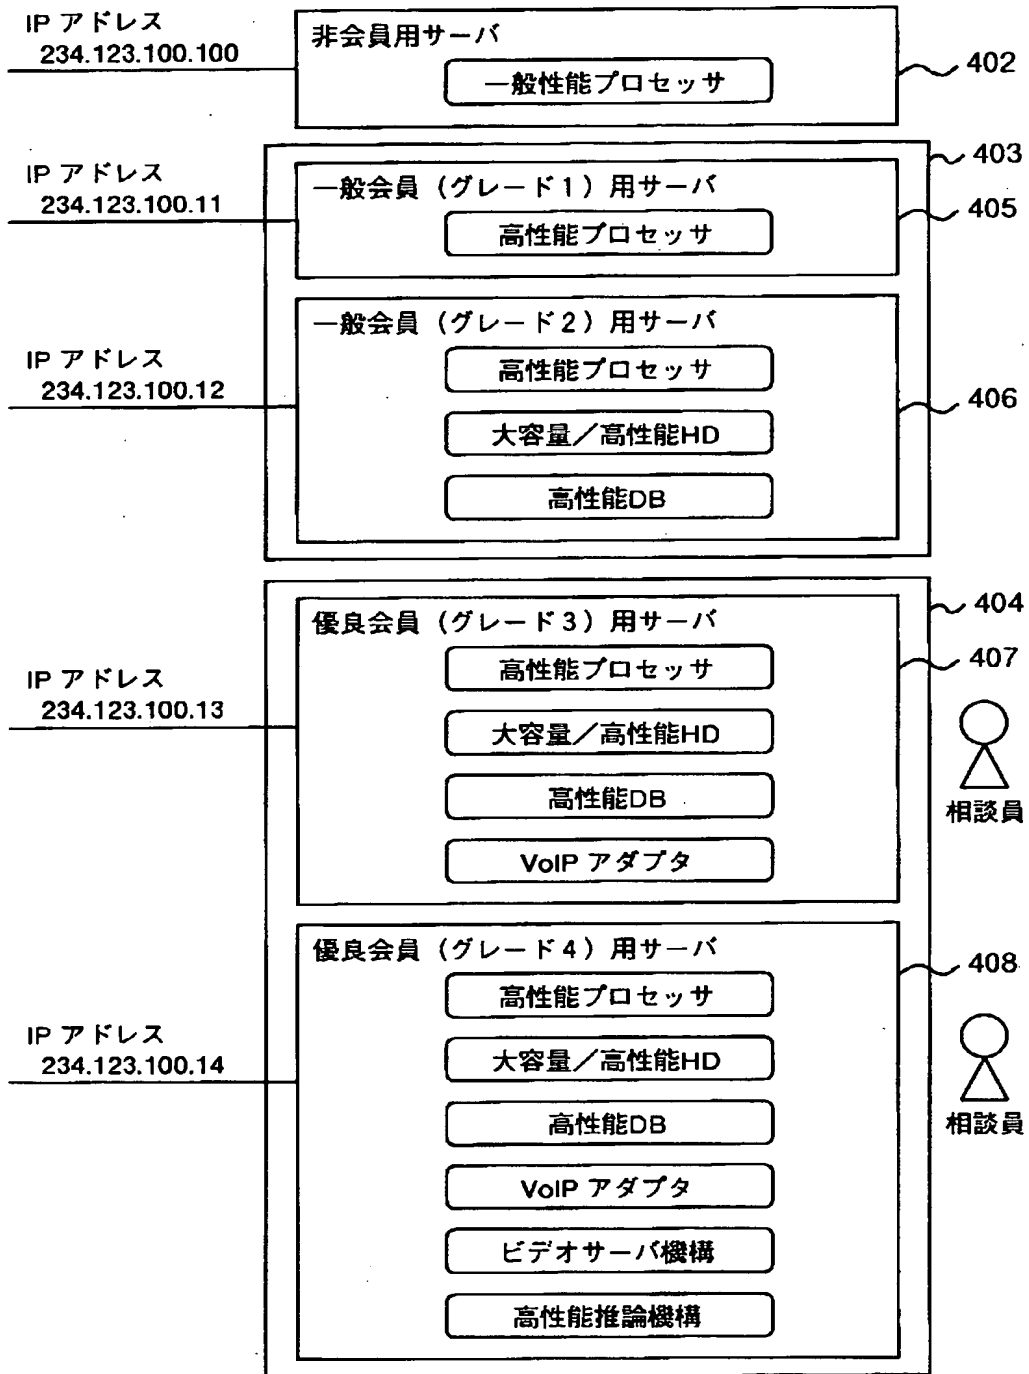 IP アドレス
234.123.100.100
非会員用サーバ
一般性能プロセッサ
402
403
IP アドレス
234.123.100.11
一般会員（グレード1）用サーバ
高性能プロセッサ
405
IP アドレス
234.123.100.12
一般会員（グレード2）用サーバ
高性能プロセッサ
大容量／高性能HD
高性能DB
406
404
IP アドレス
234.123.100.13
優良会員（グレード3）用サーバ
高性能プロセッサ
大容量／高性能HD
高性能DB
VoIP アダプタ
407
相談員
IP アドレス
234.123.100.14
優良会員（グレード4）用サーバ
高性能プロセッサ
大容量／高性能HD
高性能DB
VoIP アダプタ
ビデオサーバ機構
高性能推論機構
408
相談員